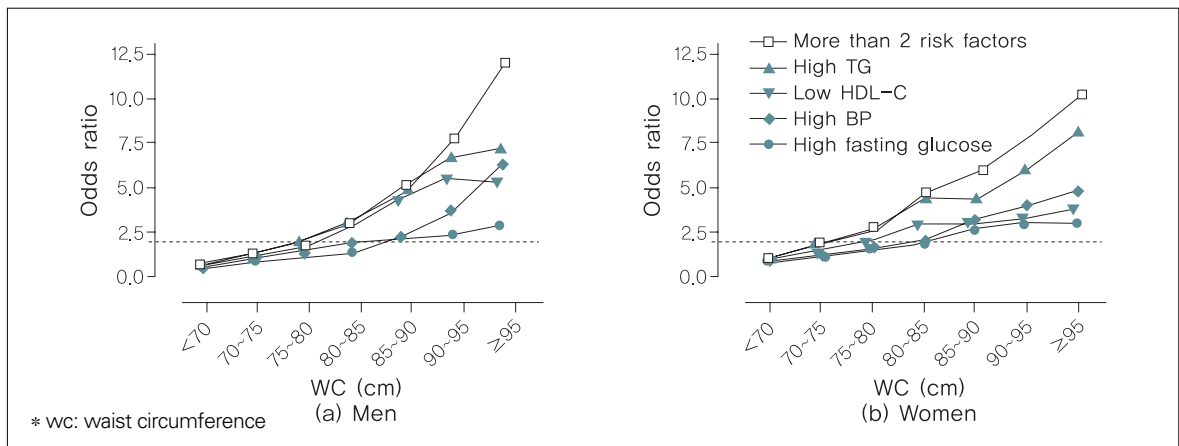 12.5
10.0
7.5
5.0
2.5
0.0
Odds ratio
<70
70~75
75~80
80~85
85~90
90~95
≥95
WC (cm)
(a) Men
12.5
10.0
7.5
5.0
2.5
0.0
Odds ratio
More than 2 risk factors
High TG
Low HDL-C
High BP
High fasting glucose
<70
70~75
75~80
80~85
85~90
90~95
≥95
WC (cm)
(b) Women
* wc: waist circumference